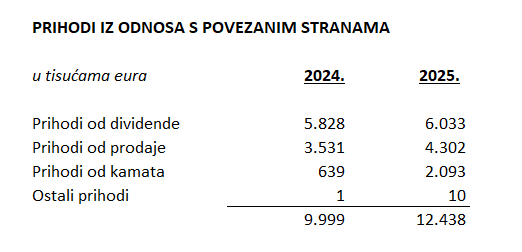 PRIHODI IZ ODNOSA S POVEZANIM STRANAMA
u tisućama eura 2024. 2025.
Prihodi od dividende 5.828 6.033
Prihodi od prodaje 3.531 4.302
Prihodi od kamata 639 2.093
Ostali prihodi 1 10
9.999 12.438